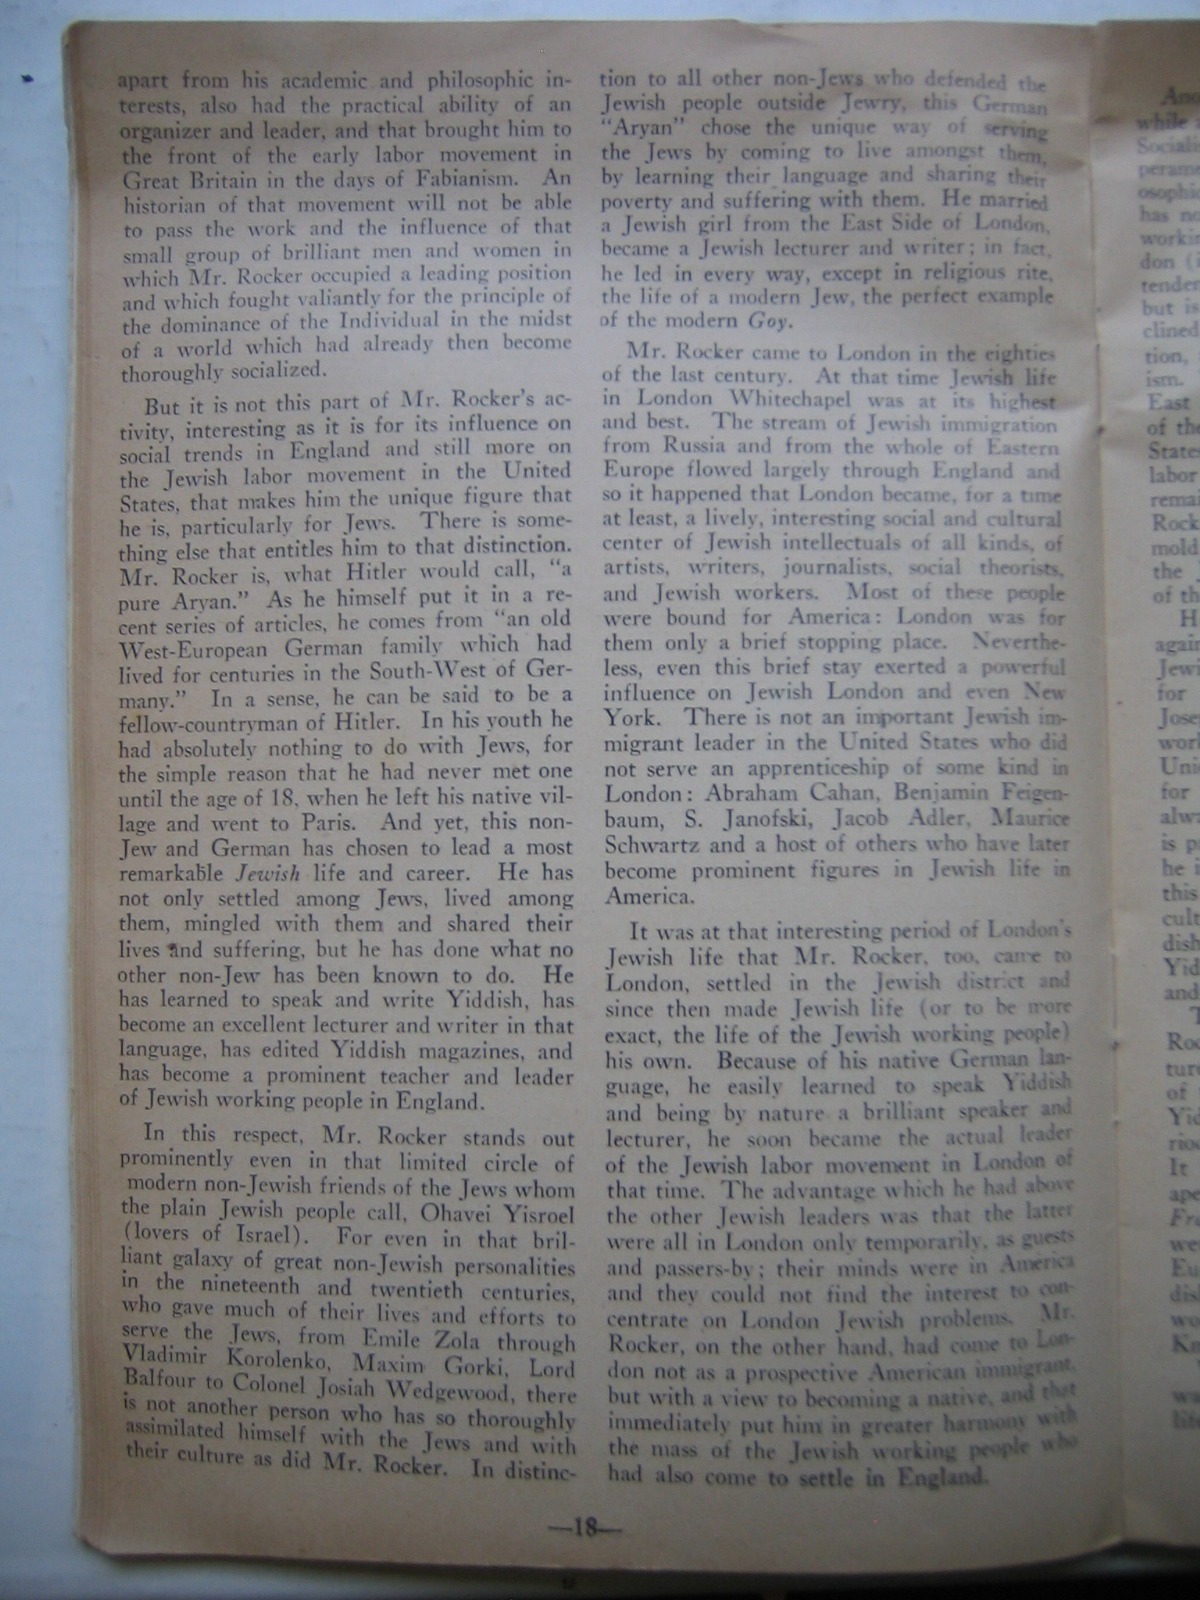 apart from his academic and philosophic in-
terests, also had the practical ability of an
organizer and leader, and that brought him to
the front of the early labor movement in
Great Britain in the days of Fabianism. An
historian of that movement will not be able
to pass the work and the influence of that
small group of brilliant men and women in
which Mr. Rocker occupied a leading position
and which fought valiantly for the principle of
the dominance of the Individual in the midst
of a world which had already then become
thoroughly socialized.
But it is not this part of Mr. Rocker's ac-
tivity, interesting as it is for its influence on
social trends in England and still more on
the Jewish labor movement in the United
States, that makes him the unique figure that
he is, particularly for Jews. There is some-
thing else that entitles him to that distinction.
Mr. Rocker is, what Hitler would call, "a
pure Aryan." As he himself put it in a re-
cent series of articles, he comes from "an old
West-European German family which had
lived for centuries in the South-West of Ger-
many." In a sense, he can be said to be a
fellow-countryman of Hitler. In his youth he
had absolutely nothing to do with Jews, for
the simple reason that he had never met one
until the age of 18, when he left his native vil-
lage and went to Paris. And yet, this non-
Jew and German has chosen to lead a most
remarkable Jewish life and career. He has
not only settled among Jews, lived among
them, mingled with them and shared their
lives and suffering, but he has done what no
other non-Jew has been known to do. He
has learned to speak and write Yiddish, has
become an excellent lecturer and writer in that
language, has edited Yiddish magazines, and
has become a prominent teacher and leader
of Jewish working people in England.
In this respect, Mr. Rocker stands out
prominently even in that limited circle of
modern non-Jewish friends of the Jews whom
the plain Jewish people call, Ohavei Yisroel
(lovers of Israel). For even in that bril-
liant galaxy of great non-Jewish personalities
in the nineteenth and twentieth centuries,
who gave much of their lives and efforts to
serve the Jews, from Emile Zola through
Vladimir Korolenko, Maxim Gorki, Lord
Balfour to Colonel Josiah Wedgewood, there
is not another person who has so thoroughly
assimilated himself with the Jews and with
their culture as did Mr. Rocker. In distinc-
tion to all other non-Jews who defended the
Jewish people outside Jewry, this German
"Aryan" chose the unique way of serving
the Jews by coming to live amongst them,
by learning their language and sharing their
poverty and suffering with them. He married
a Jewish girl from the East Side of London,
became a Jewish lecturer and writer; in fact,
he led in every way, except in religious rite,
the life of a modern Jew, the perfect example
of the modern Goy.
Mr. Rocker came to London in the eighties
of the last century. At that time Jewish life
in London Whitechapel was at its highest
and best. The stream of Jewish immigration
from Russia and from the whole of Eastern
Europe flowed largely through England and
so it happened that London became, for a time
at least, a lively, interesting social and cultural
center of Jewish intellectuals of all kinds, of
artists, writers, journalists, social theorists,
and Jewish workers. Most of these people
were bound for America: London was for
them only a brief stopping place. Neverthe-
less, even this brief stay exerted a powerful
influence on Jewish London and even New
York. There is not an important Jewish im-
migrant leader in the United States who did
not serve an apprenticeship of some kind in
London: Abraham Cahan, Benjamin Feigen-
baum, S. Janofski, Jacob Adler, Maurice
Schwartz and a host of others who have later
become prominent figures in Jewish life in
America.
It was at that interesting period of London's
Jewish life that Mr. Rocker, too, came to
London, settled in the Jewish district and
since then made Jewish life (or to be more
exact, the life of the Jewish working people)
his own. Because of his native German lan-
guage, he easily learned to speak Yiddish
and being by nature a brilliant speaker and
lecturer, he soon became the actual leader
of the Jewish labor movement in London of
that time. The advantage which he had above
the other Jewish leaders was that the latter
were all in London only temporarily, as guests
and passers-by; their minds were in America
and they could not find the interest to con-
centrate on London Jewish problems. Mr.
Rocker, on the other hand, had come to Lon-
don not as a prospective American immigrant,
but with a view to becoming a native, and that
immediately put him in greater harmony with
the mass of the Jewish working people who
had also come to settle in England.
—18—